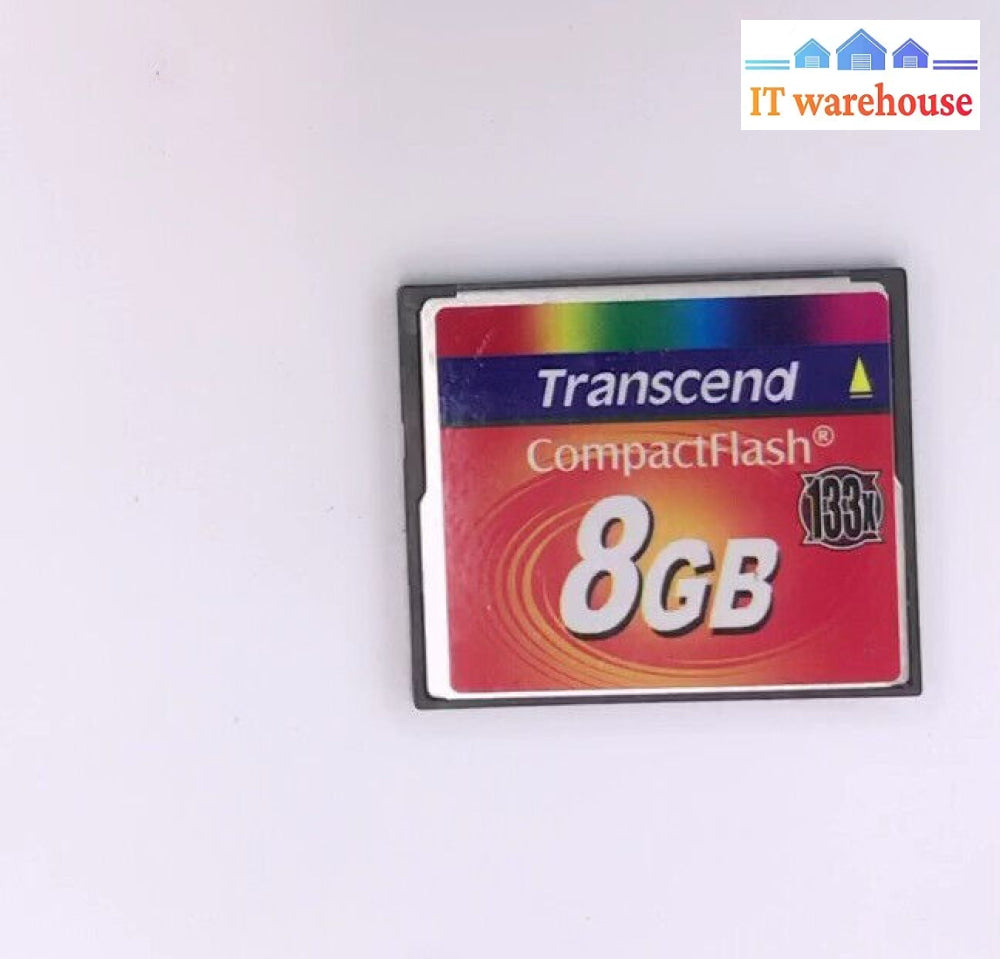 IT warehouse
Transcend
CompactFlash®
133x
8GB